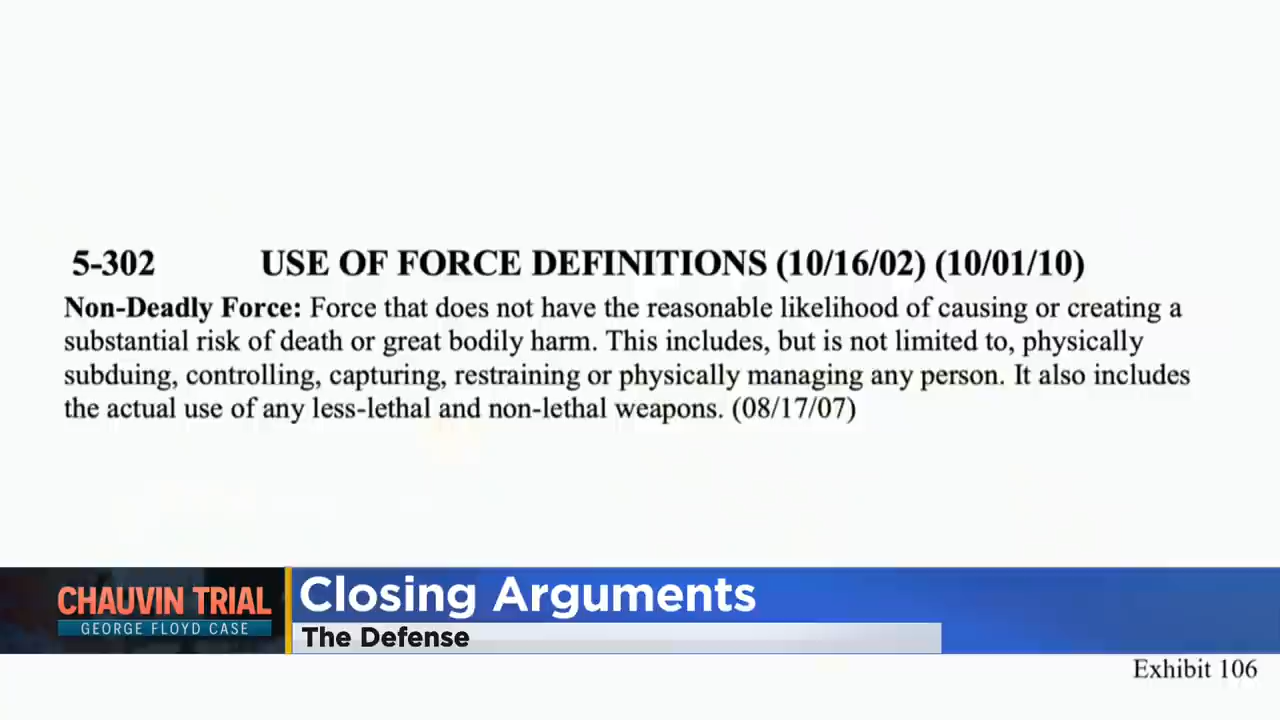 5-302 USE OF FORCE DEFINITIONS (10/16/02) (10/01/10)
Non-Deadly Force: Force that does not have the reasonable likelihood of causing or creating a
substantial risk of death or great bodily harm. This includes, but is not limited to, physically
subduing, controlling, capturing, restraining or physically managing any person. It also includes
the actual use of any less-lethal and non-lethal weapons. (08/17/07)
CHAUVIN TRIAL
GEORGE FLOYD CASE
Closing Arguments
The Defense
Exhibit 106